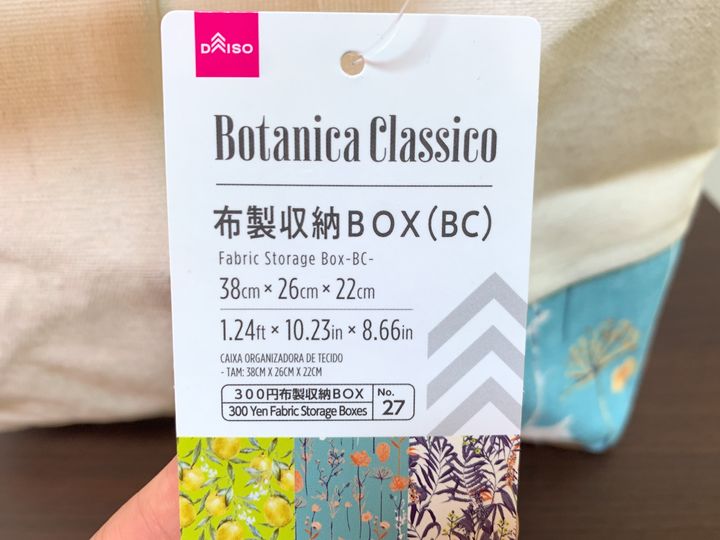 DAISO
Botanica Classico
布製収納BOX(BC)
Fabric Storage Box-BC-
38cm×26cm×22cm
1.24ft×10.23in×8.66in
CAIXA ORGANIZADORA DE TECIDO
- TAM: 38CM X 26CM X 22CM
300円布製収納BOX
300 Yen Fabric Storage Boxes
No.
27